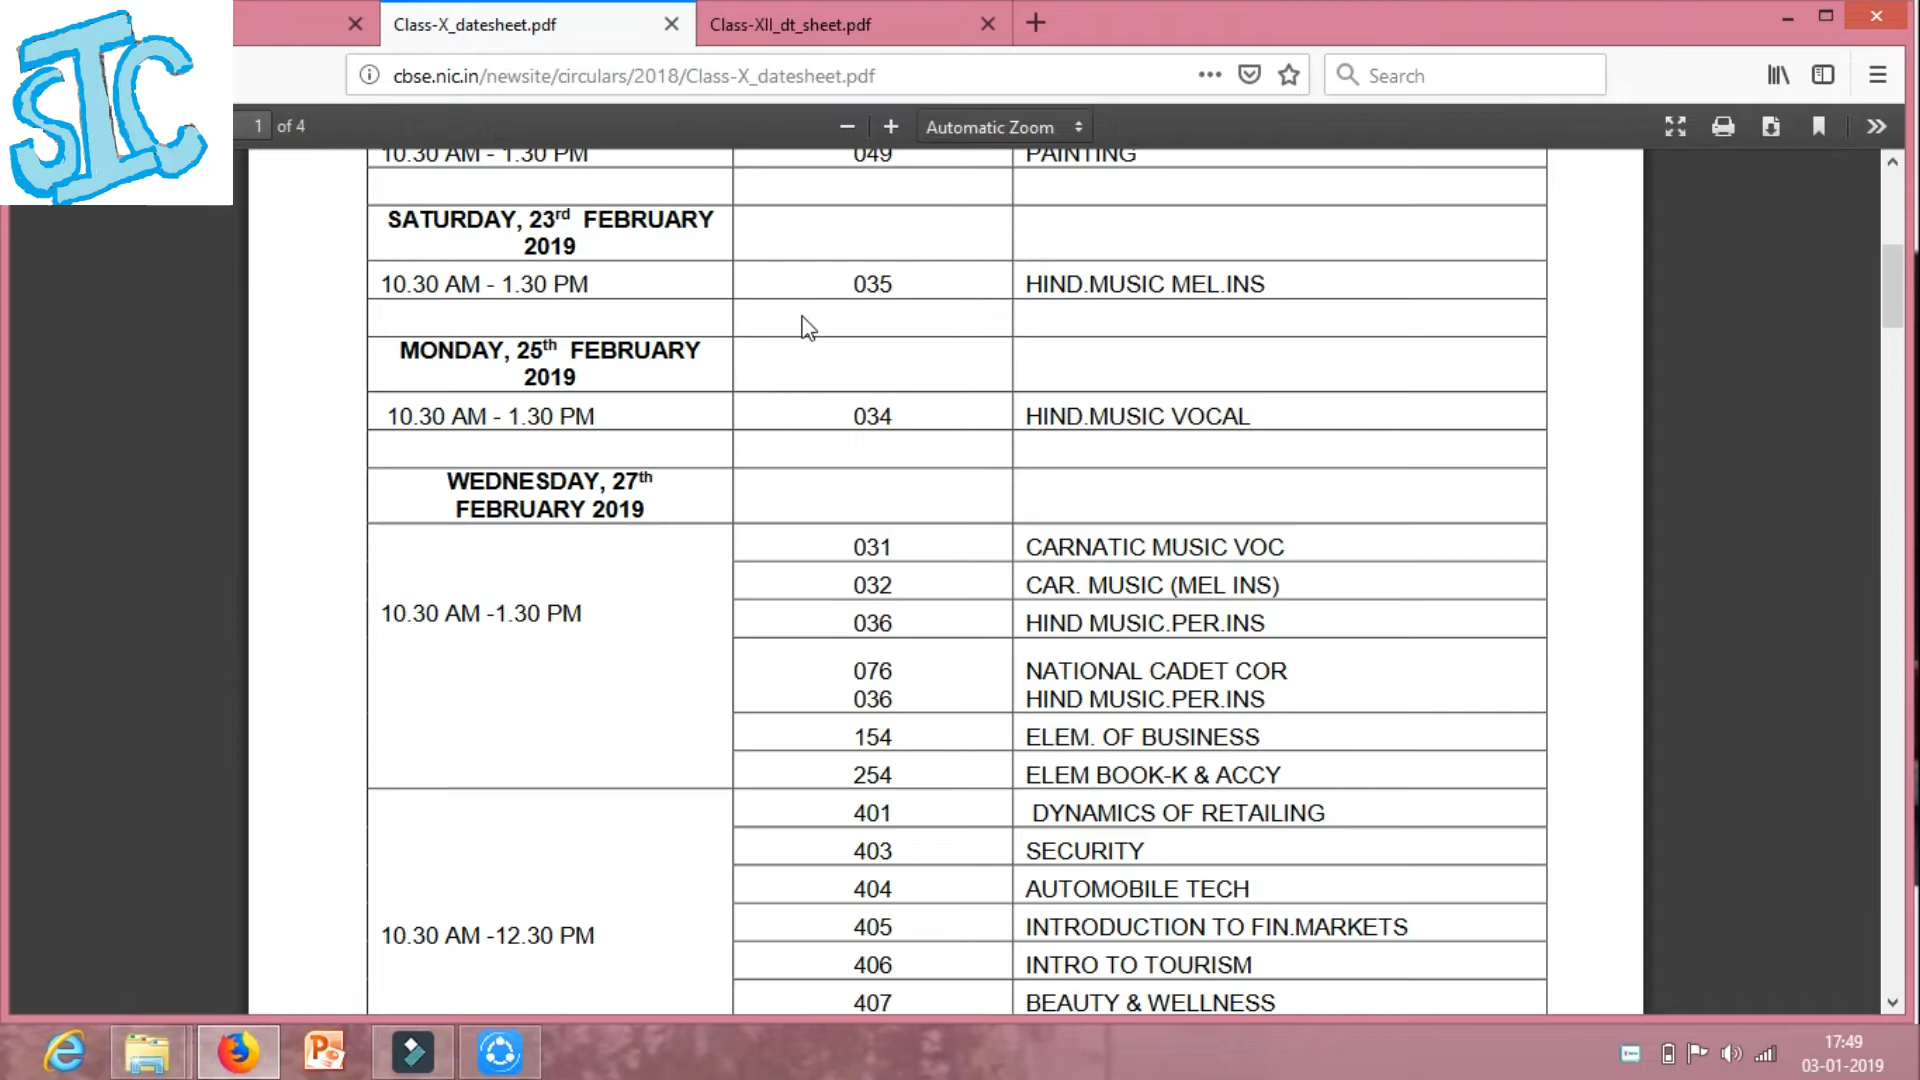 SIC
Class-X_datesheet.pdf
Class-XII_dt_sheet.pdf
cbse.nic.in/newsite/circulars/2018/Class-X_datesheet.pdf
Search
1 of 4
Automatic Zoom
10.30 AM - 1.30 PM 049 PAINTING
SATURDAY, 23rd FEBRUARY
2019
10.30 AM - 1.30 PM 035 HIND.MUSIC MEL.INS
MONDAY, 25th FEBRUARY
2019
10.30 AM - 1.30 PM 034 HIND.MUSIC VOCAL
WEDNESDAY, 27th
FEBRUARY 2019
10.30 AM -1.30 PM
031 CARNATIC MUSIC VOC
032 CAR. MUSIC (MEL INS)
036 HIND MUSIC.PER.INS
076 NATIONAL CADET COR
036 HIND MUSIC.PER.INS
154 ELEM. OF BUSINESS
254 ELEM BOOK-K & ACCY
10.30 AM -12.30 PM
401 DYNAMICS OF RETAILING
403 SECURITY
404 AUTOMOBILE TECH
405 INTRODUCTION TO FIN.MARKETS
406 INTRO TO TOURISM
407 BEAUTY & WELLNESS
17:49
03-01-2019